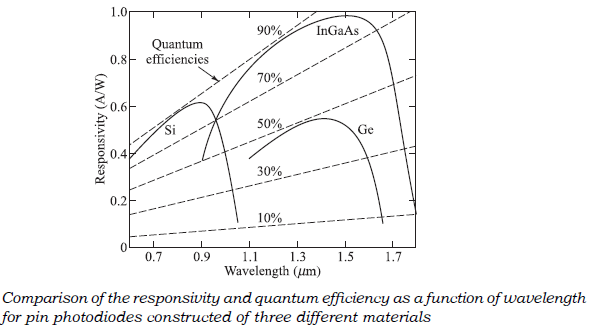 1.0
90%
InGaAs
Quantum
efficiencies
0.8
70%
Responsivity (A/W)
0.6
Si
50%
Ge
0.4
30%
0.2
10%
0
0.7 0.9 1.1 1.3 1.5 1.7
Wavelength (μm)
Comparison of the responsivity and quantum efficiency as a function of wavelength
for pin photodiodes constructed of three different materials